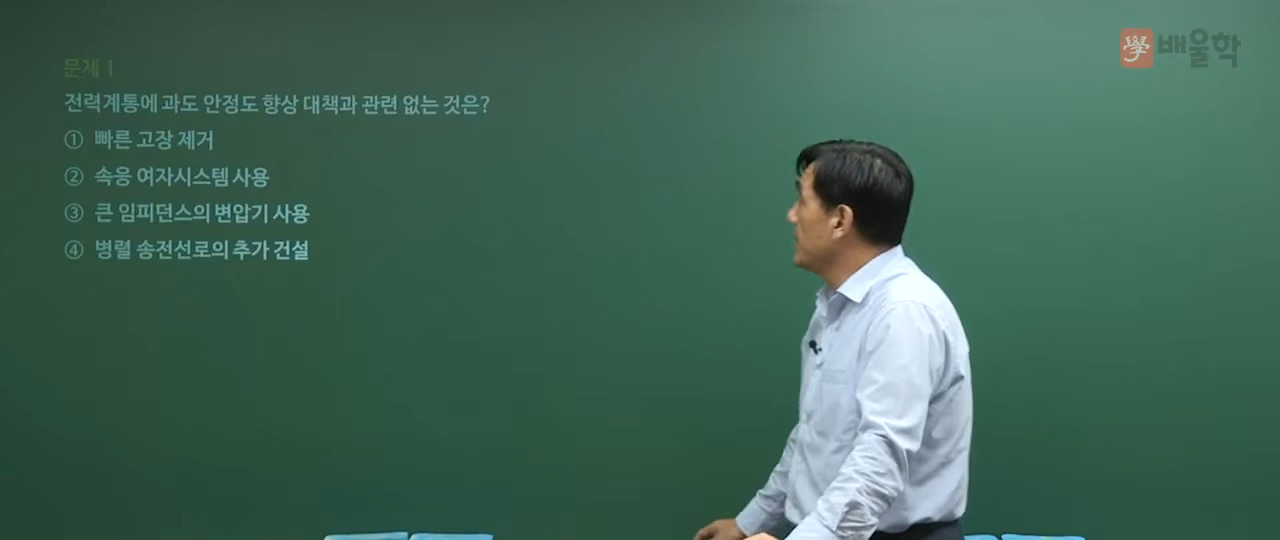 學 배울학
문제 1
전력계통에 과도 안정도 향상 대책과 관련 없는 것은?
① 빠른 고장 제거
② 속응 여자시스템 사용
③ 큰 임피던스의 변압기 사용
④ 병렬 송전선로의 추가 건설